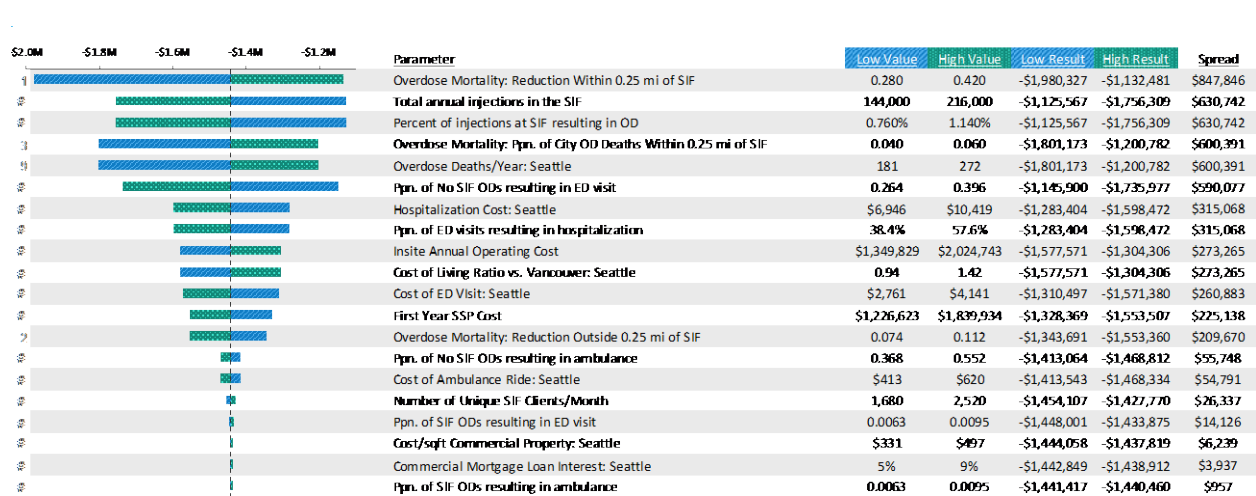 $2.0M -$1.8M -$1.6M -$1.4M -$1.2M
Parameter Low Value High Value Low Result High Result Spread
Overdose Mortality: Reduction Within 0.25 mi of SIF 0.280 0.420 -$1,980,327 -$1,132,481 $847,846
Total annual injections in the SIF 144,000 216,000 -$1,125,567 -$1,756,309 $630,742
Percent of injections at SIF resulting in OD 0.760% 1.140% -$1,125,567 -$1,756,309 $630,742
Overdose Mortality: Ppn. of City OD Deaths Within 0.25 mi of SIF 0.040 0.060 -$1,801,173 -$1,200,782 $600,391
Overdose Deaths/Year: Seattle 181 272 -$1,801,173 -$1,200,782 $600,391
Ppn. of No SIF ODs resulting in ED visit 0.264 0.396 -$1,145,900 -$1,735,977 $590,077
Hospitalization Cost: Seattle $6,946 $10,419 -$1,283,404 -$1,598,472 $315,068
Ppn. of ED visits resulting in hospitalization 38.4% 57.6% -$1,283,404 -$1,598,472 $315,068
Insite Annual Operating Cost $1,349,829 $2,024,743 -$1,577,571 -$1,304,306 $273,265
Cost of Living Ratio vs. Vancouver: Seattle 0.94 1.42 -$1,577,571 -$1,304,306 $273,265
Cost of ED VIsit: Seattle $2,761 $4,141 -$1,310,497 -$1,571,380 $260,883
First Year SSP Cost $1,226,623 $1,839,934 -$1,328,369 -$1,553,507 $225,138
Overdose Mortality: Reduction Outside 0.25 mi of SIF 0.074 0.112 -$1,343,691 -$1,553,360 $209,670
Ppn. of No SIF ODs resulting in ambulance 0.368 0.552 -$1,413,064 -$1,468,812 $55,748
Cost of Ambulance Ride: Seattle $413 $620 -$1,413,543 -$1,468,334 $54,791
Number of Unique SIF Clients/Month 1,680 2,520 -$1,454,107 -$1,427,770 $26,337
Ppn. of SIF ODs resulting in ED visit 0.0063 0.0095 -$1,448,001 -$1,433,875 $14,126
Cost/sqft Commercial Property: Seattle $331 $497 -$1,444,058 -$1,437,819 $6,239
Commercial Mortgage Loan Interest: Seattle 5% 9% -$1,442,849 -$1,438,912 $3,937
Ppn. of SIF ODs resulting in ambulance 0.0063 0.0095 -$1,441,417 -$1,440,460 $957